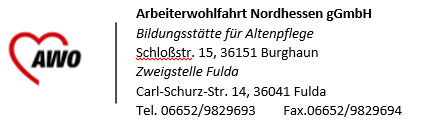 AWO
Arbeiterwohlfahrt Nordhessen gGmbH
Bildungsstätte für Altenpflege
Schloßstr. 15, 36151 Burghaun
Zweigstelle Fulda
Carl-Schurz-Str. 14, 36041 Fulda
Tel. 06652/9829693 Fax.06652/9829694